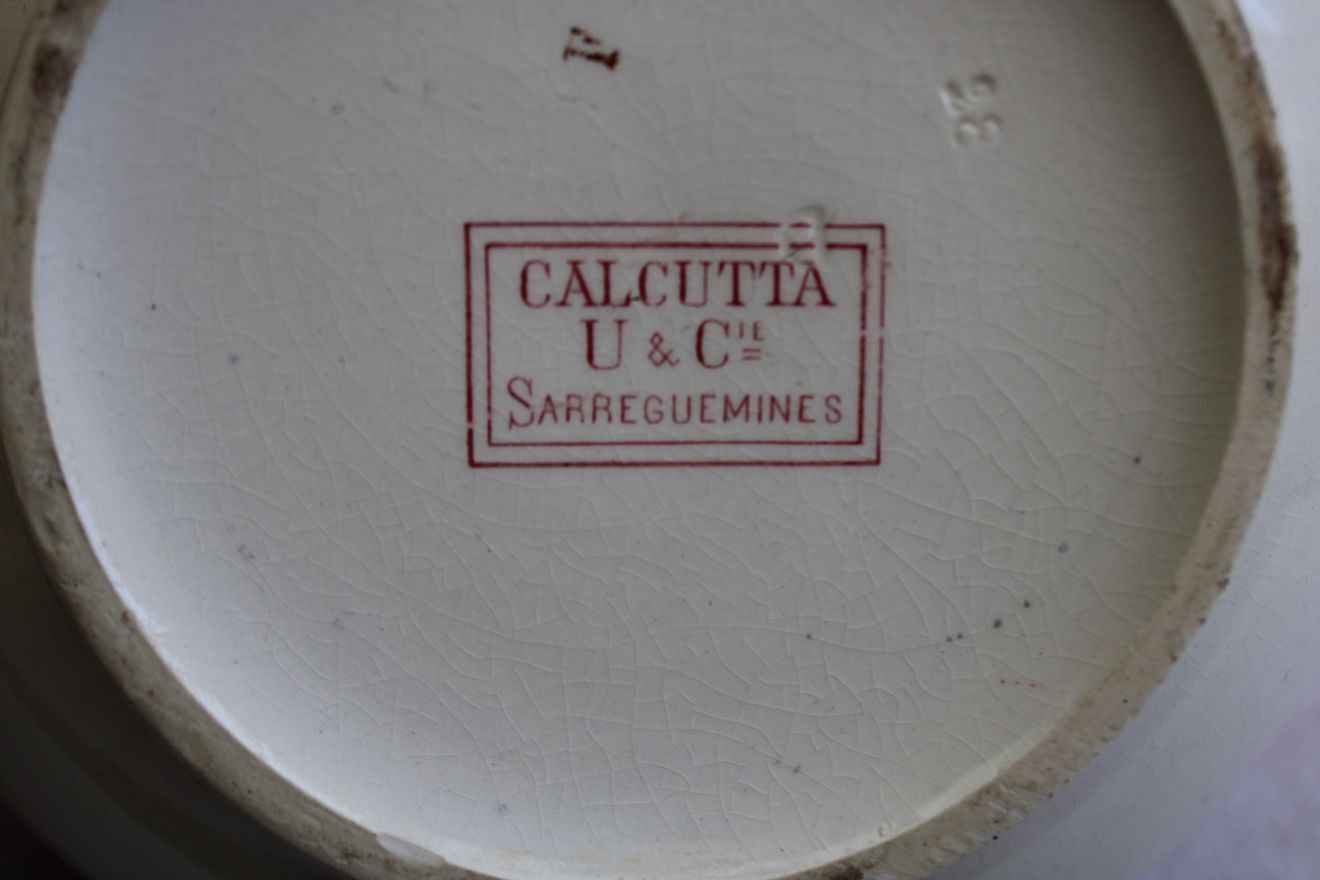 F
CALCUTTA
U & CIE
SARREGUEMINES